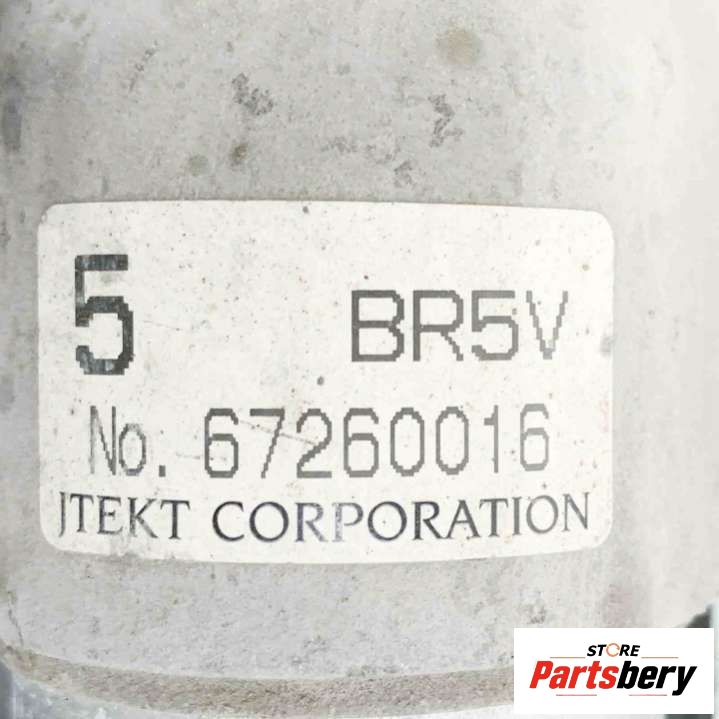 5 BR5V
No. 67260016
JTEKT CORPORATION
STORE
Partsbery